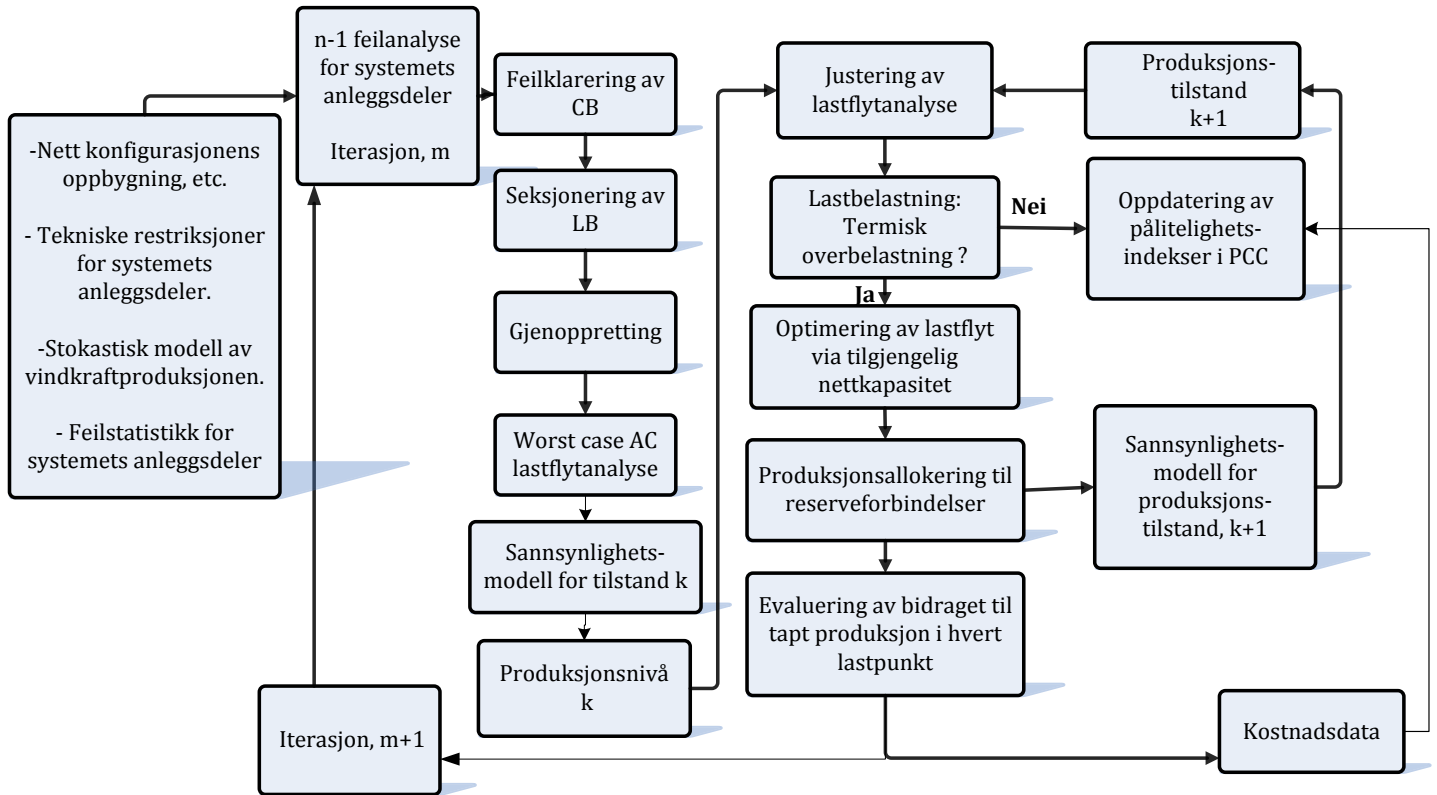 -Nett konfigurasjonens
oppbygning, etc.
- Tekniske restriksjoner
for systemets
anleggsdeler.
-Stokastisk modell av
vindkraftproduksjonen.
- Feilstatistikk for
systemets anleggsdeler
n-1 feilanalyse
for systemets
anleggsdeler
Iterasjon, m
Feilklarering av
CB
Seksjonering av
LB
Gjenoppretting
Worst case AC
lastflytanalyse
Sannsynlighets-
modell for tilstand k
Produksjonsnivå
k
Iterasjon, m+1
Justering av
lastflytanalyse
Lastbelastning:
Termisk
overbelastning ?
Nei
Ja
Optimering av lastflyt
via tilgjengelig
nettkapasitet
Produksjonsallokering til
reserveforbindelser
Evaluering av bidraget til
tapt produksjon i hvert
lastpunkt
Produksjons-
tilstand
k+1
Oppdatering av
pålitelighets-
indekser i PCC
Sannsynlighets-
modell for
produksjons-
tilstand, k+1
Kostnadsdata